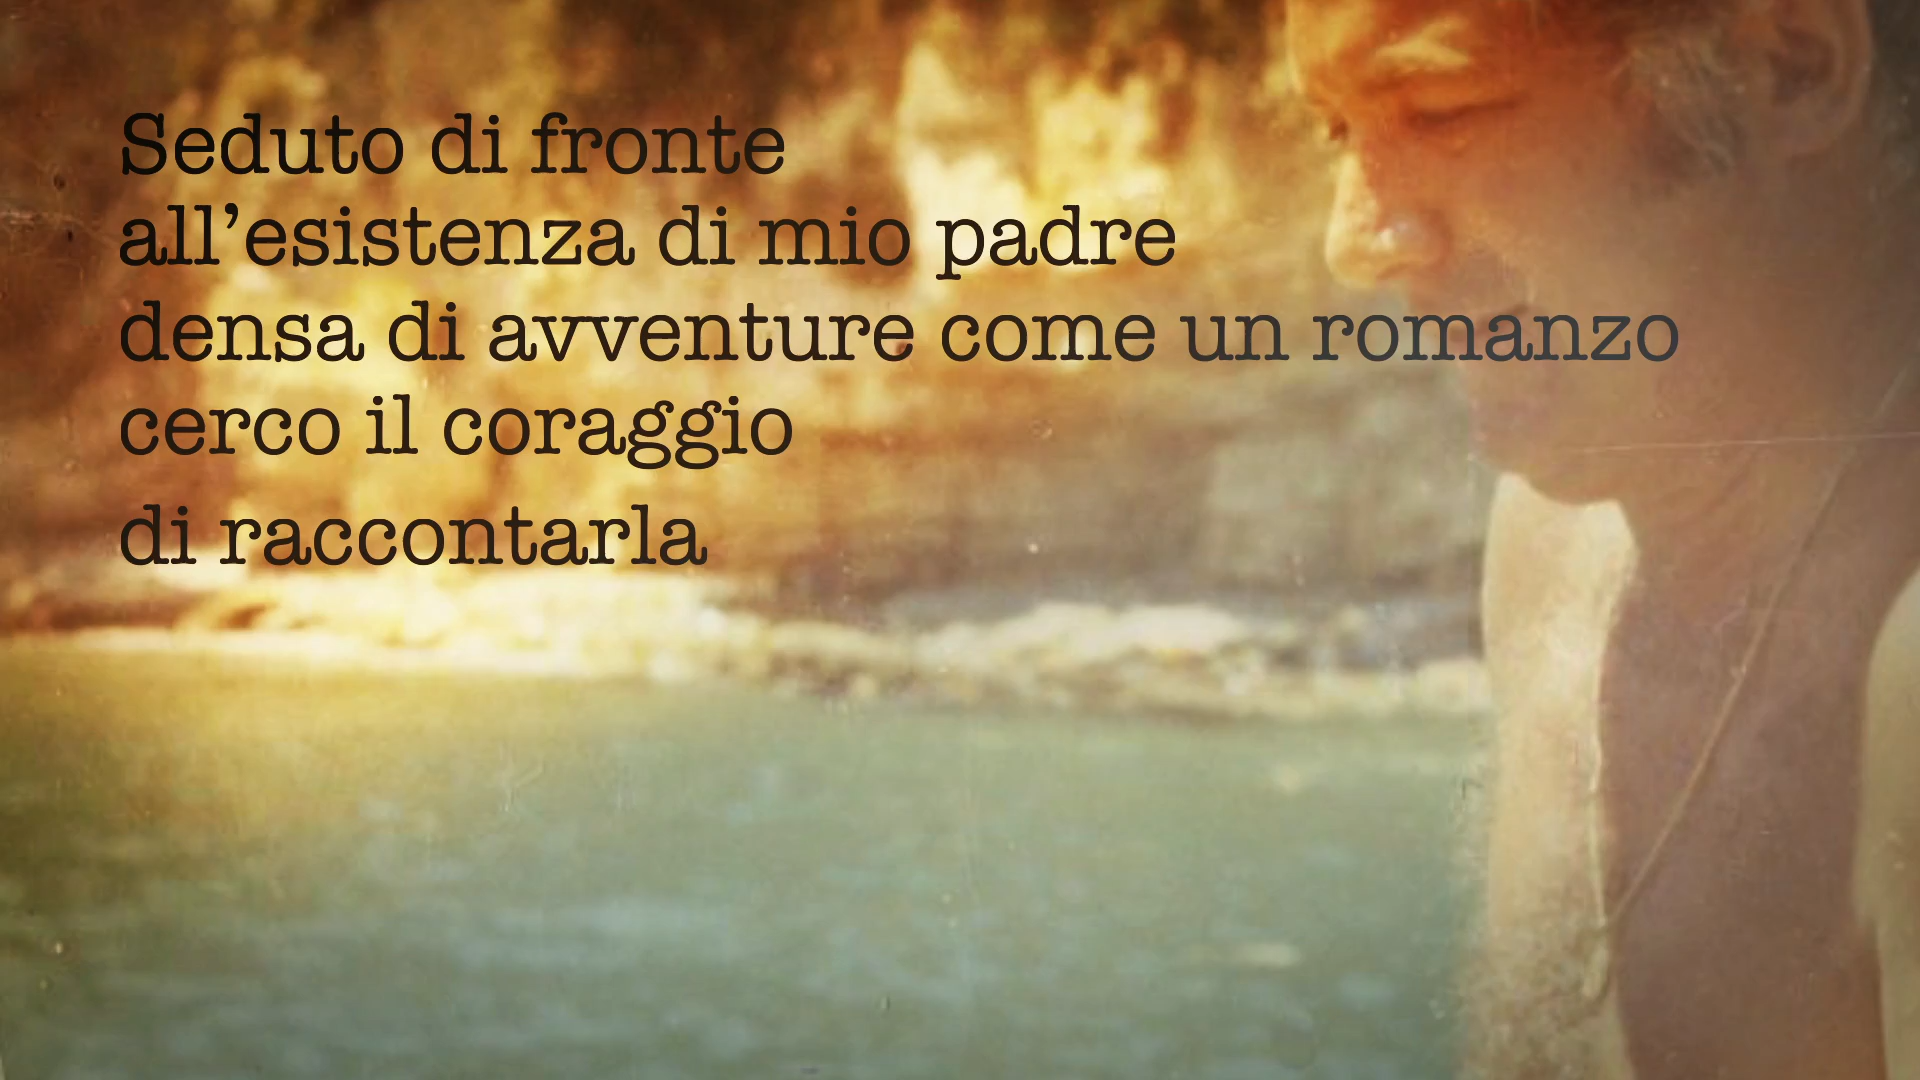 Seduto di fronte
all’esistenza di mio padre
densa di avventure come un romanzo
cerco il coraggio
di raccontarla